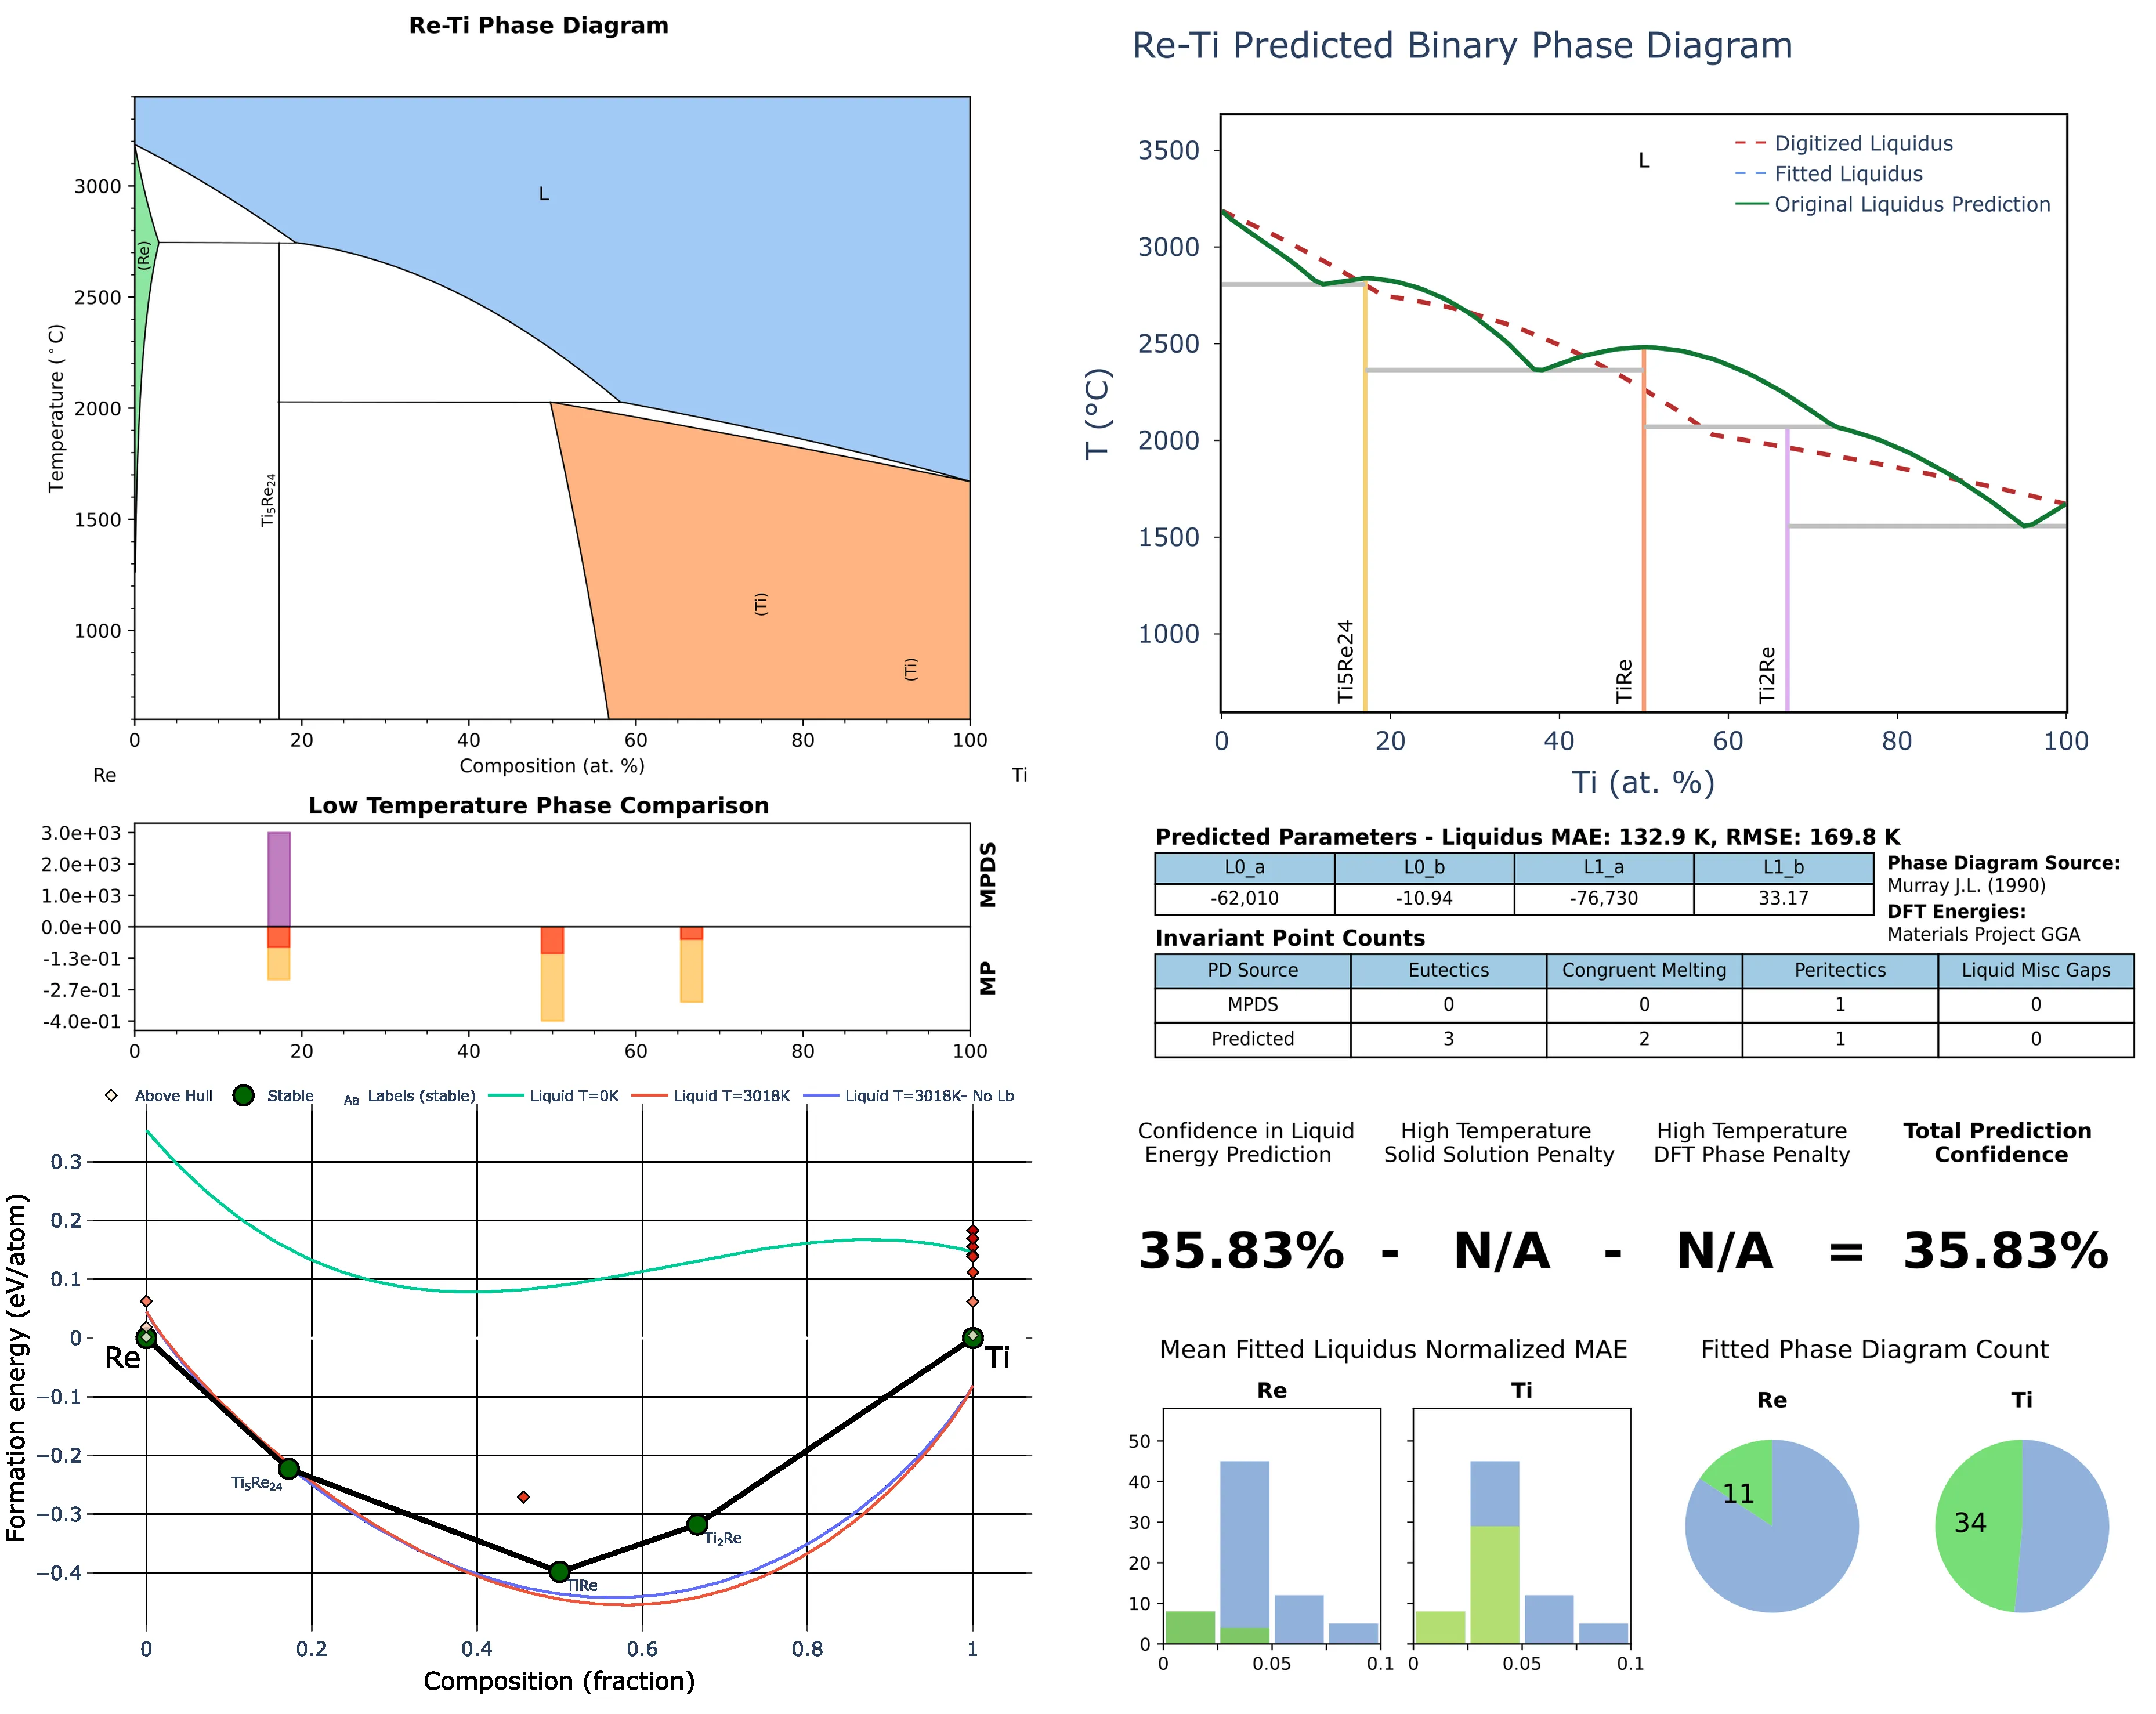 Re-Ti Phase Diagram
Temperature (°C)
3000
2500
2000
1500
1000
L
(Re)
Ti5Re24
(Ti)
(Ti)
0 20 40 60 80 100
Composition (at. %)
Re Ti
Re-Ti Predicted Binary Phase Diagram
T (°C)
3500
3000
2500
2000
1500
1000
L
Digitized Liquidus
Fitted Liquidus
Original Liquidus Prediction
Ti5Re24
TiRe
Ti2Re
0 20 40 60 80 100
Ti (at. %)
Low Temperature Phase Comparison
3.0e+03
2.0e+03
1.0e+03
0.0e+00
-1.3e-01
-2.7e-01
-4.0e-01
MPDS
MP
0 20 40 60 80 100
Predicted Parameters - Liquidus MAE: 132.9 K, RMSE: 169.8 K
L0_a L0_b L1_a L1_b
-62,010 -10.94 -76,730 33.17
Phase Diagram Source:
Murray J.L. (1990)
DFT Energies:
Materials Project GGA
Invariant Point Counts
PD Source Eutectics Congruent Melting Peritectics Liquid Misc Gaps
MPDS 0 0 1 0
Predicted 3 2 1 0
Above Hull Stable Aa Labels (stable) Liquid T=0K Liquid T=3018K Liquid T=3018K- No Lb
Formation energy (eV/atom)
0.3
0.2
0.1
0
−0.1
−0.2
−0.3
−0.4
Re
Ti
Ti5Re24
Ti2Re
TiRe
0 0.2 0.4 0.6 0.8 1
Composition (fraction)
Confidence in Liquid
Energy Prediction
High Temperature
Solid Solution Penalty
High Temperature
DFT Phase Penalty
Total Prediction
Confidence
35.83% - N/A - N/A = 35.83%
Mean Fitted Liquidus Normalized MAE
Re Ti
50
40
30
20
10
0
0 0.05 0.1 0 0.05 0.1
Fitted Phase Diagram Count
Re Ti
11
34